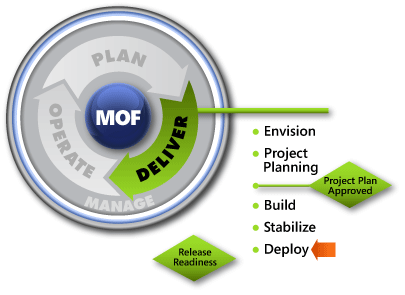 PLAN
OPERATE
MOF
DELIVER
MANAGE
Envision
Project
Planning
Project Plan
Approved
Build
Stabilize
Deploy
Release
Readiness